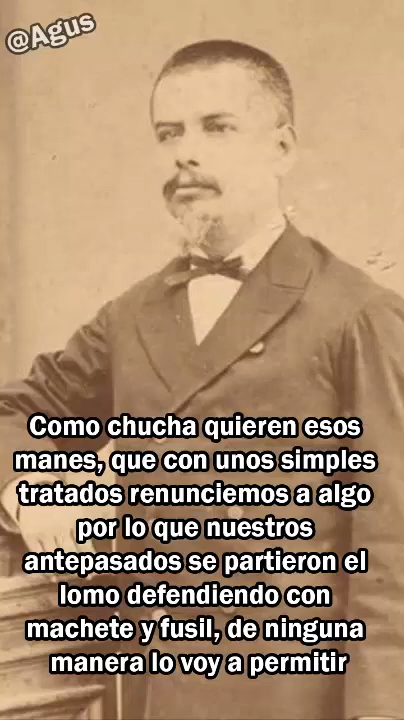 @Agus
Como chucha quieren esos
manes, que con unos simples
tratados renunciemos a algo
por lo que nuestros
antepasados se partieron el
lomo defendiendo con
machete y fusil, de ninguna
manera lo voy a permitir